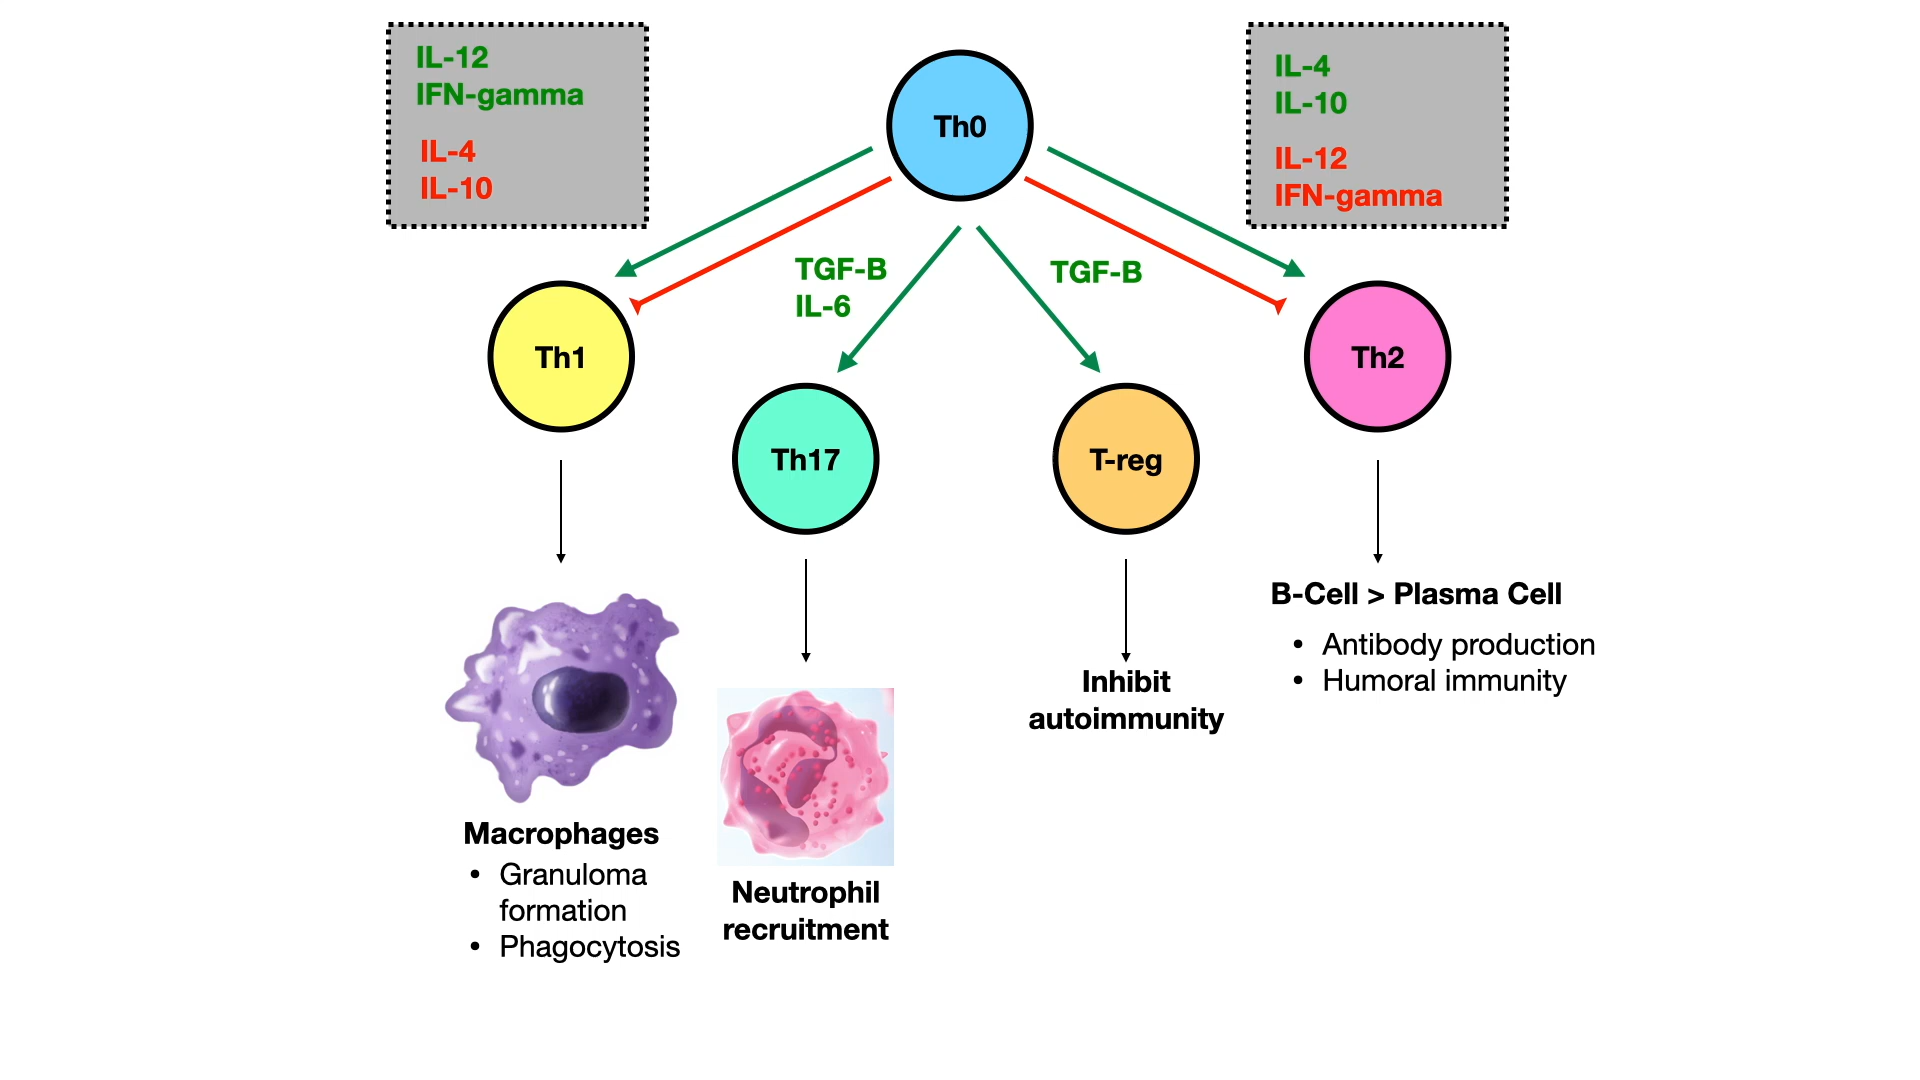 IL-12
IFN-gamma
IL-4
IL-10
Th0
IL-4
IL-10
IL-12
IFN-gamma
TGF-B
IL-6
TGF-B
Th1
Th2
Th17
T-reg
B-Cell > Plasma Cell
• Antibody production
• Humoral immunity
Inhibit
autoimmunity
Macrophages
• Granuloma
formation
• Phagocytosis
Neutrophil
recruitment